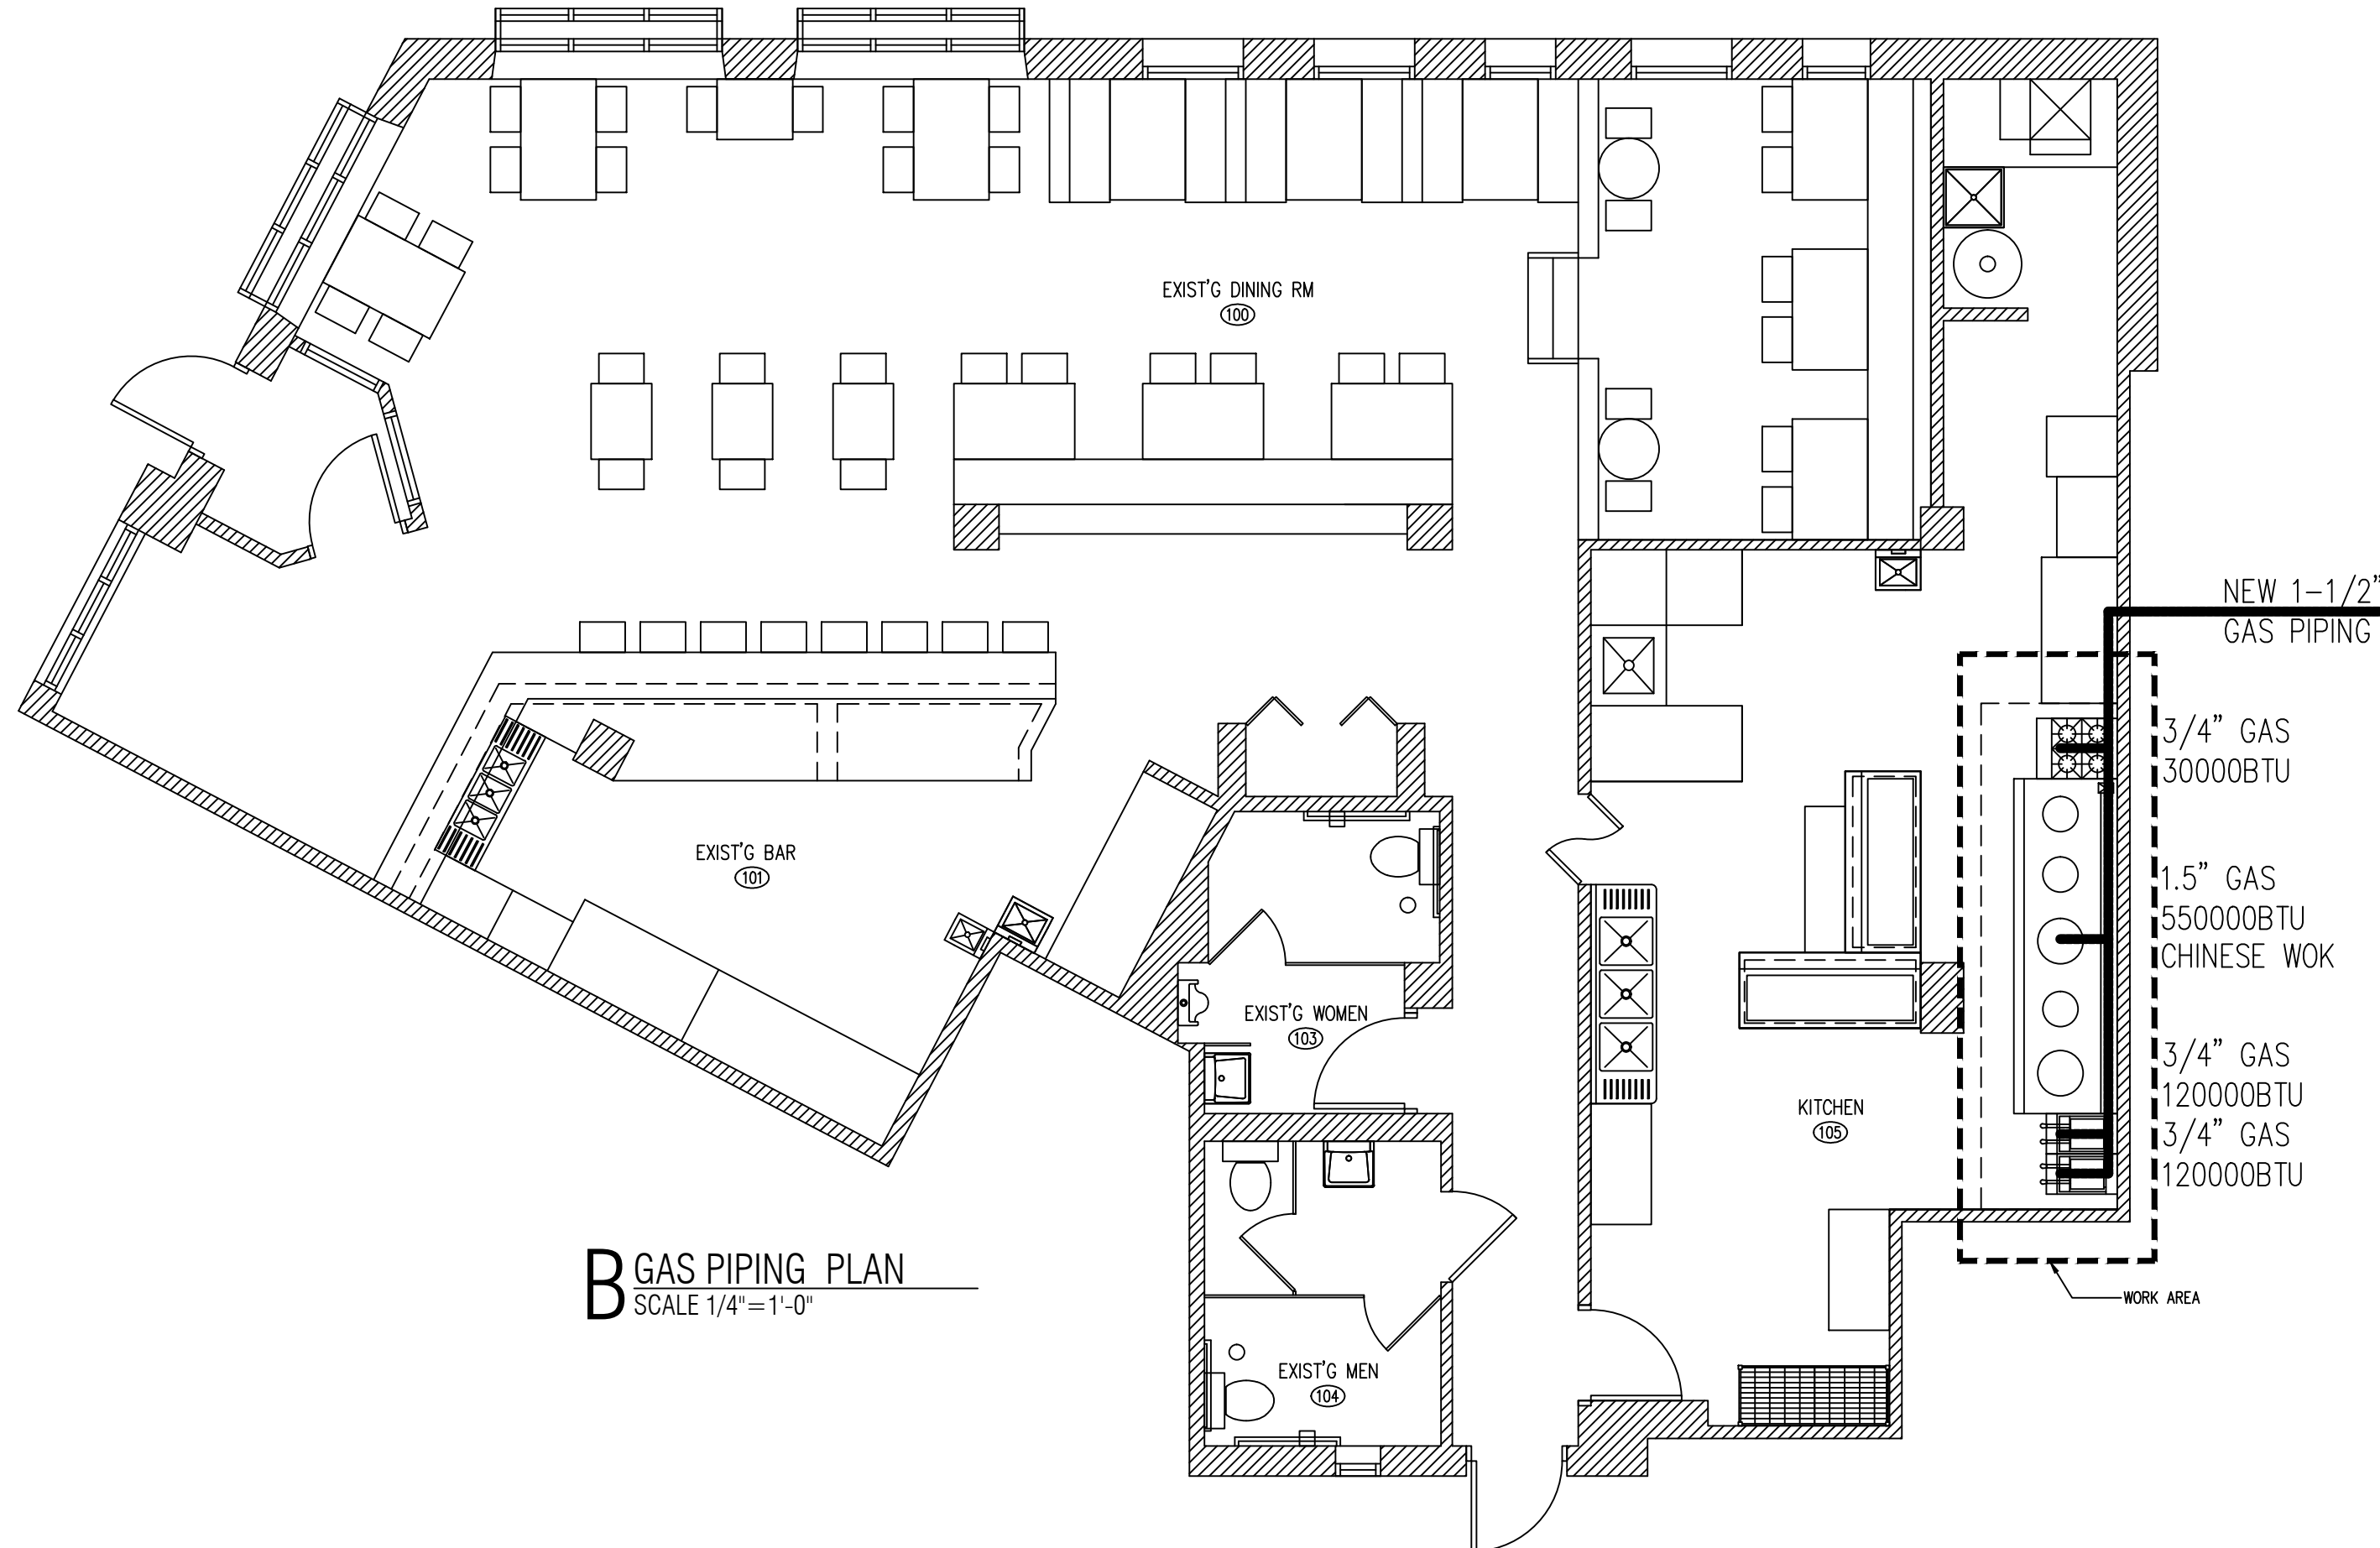 EXIST'G DINING RM
100
NEW 1-1/2"
GAS PIPING
3/4" GAS
30000BTU
EXIST'G BAR
101
1.5" GAS
550000BTU
CHINESE WOK
EXIST'G WOMEN
103
3/4" GAS
120000BTU
KITCHEN
105
3/4" GAS
120000BTU
B GAS PIPING PLAN
SCALE 1/4"=1'-0"
WORK AREA
EXIST'G MEN
104